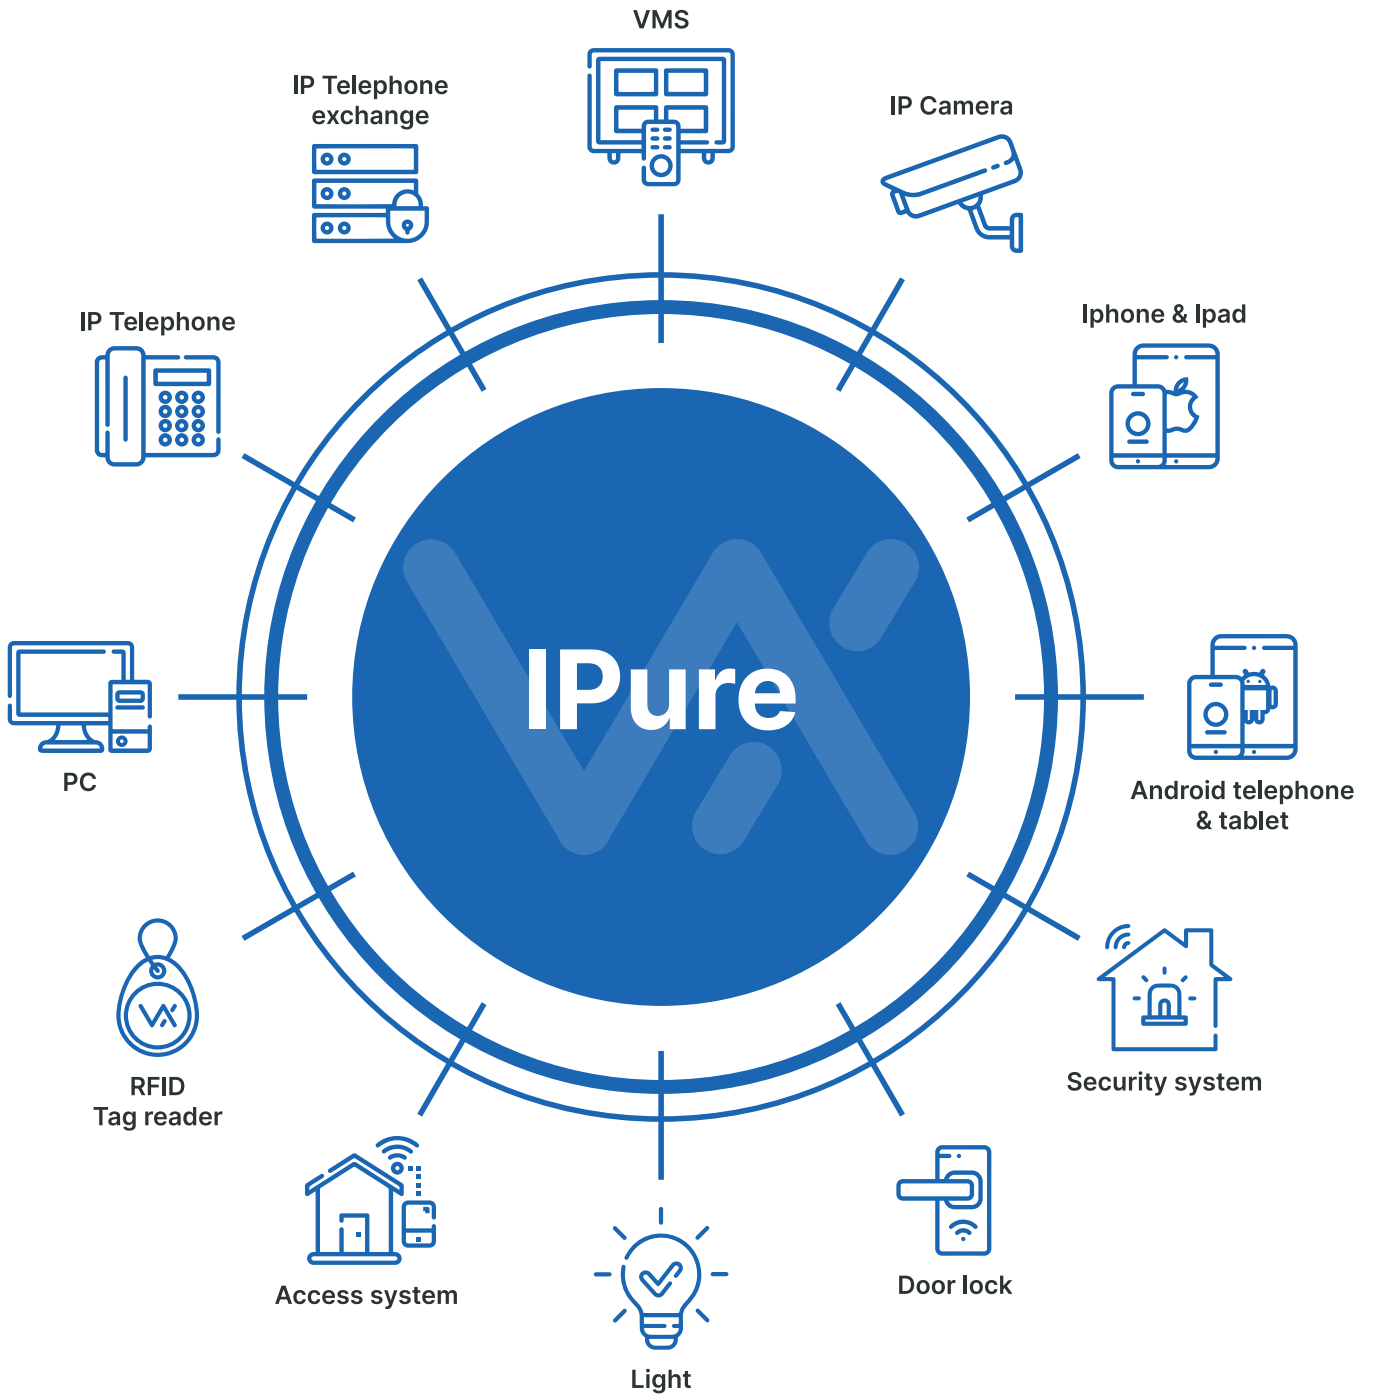 VMS
IP Telephone
exchange
IP Camera
Iphone & Ipad
IP Telephone
IPure
PC
Android telephone
& tablet
Security system
RFID
Tag reader
Door lock
Access system
Light